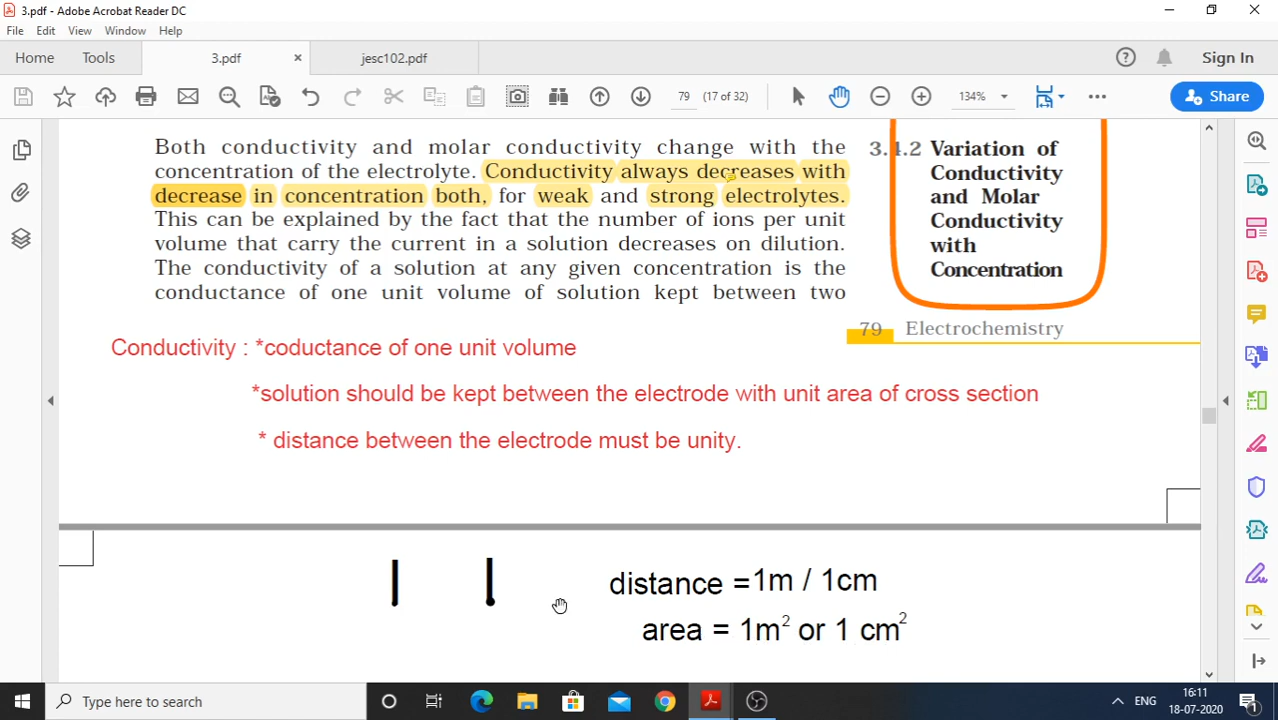 3.pdf - Adobe Acrobat Reader DC
File Edit View Window Help
Home Tools 3.pdf × jesc102.pdf Sign In
79 (17 of 32) 134% Share
Both conductivity and molar conductivity change with the
concentration of the electrolyte. Conductivity always decreases with
decrease in concentration both, for weak and strong electrolytes.
This can be explained by the fact that the number of ions per unit
volume that carry the current in a solution decreases on dilution.
The conductivity of a solution at any given concentration is the
conductance of one unit volume of solution kept between two
3.4.2 Variation of
Conductivity
and Molar
Conductivity
with
Concentration
79 Electrochemistry
Conductivity : *coductance of one unit volume
*solution should be kept between the electrode with unit area of cross section
* distance between the electrode must be unity.
distance =1m / 1cm
area = 1m² or 1 cm²
Type here to search
ENG
16:11
18-07-2020
1